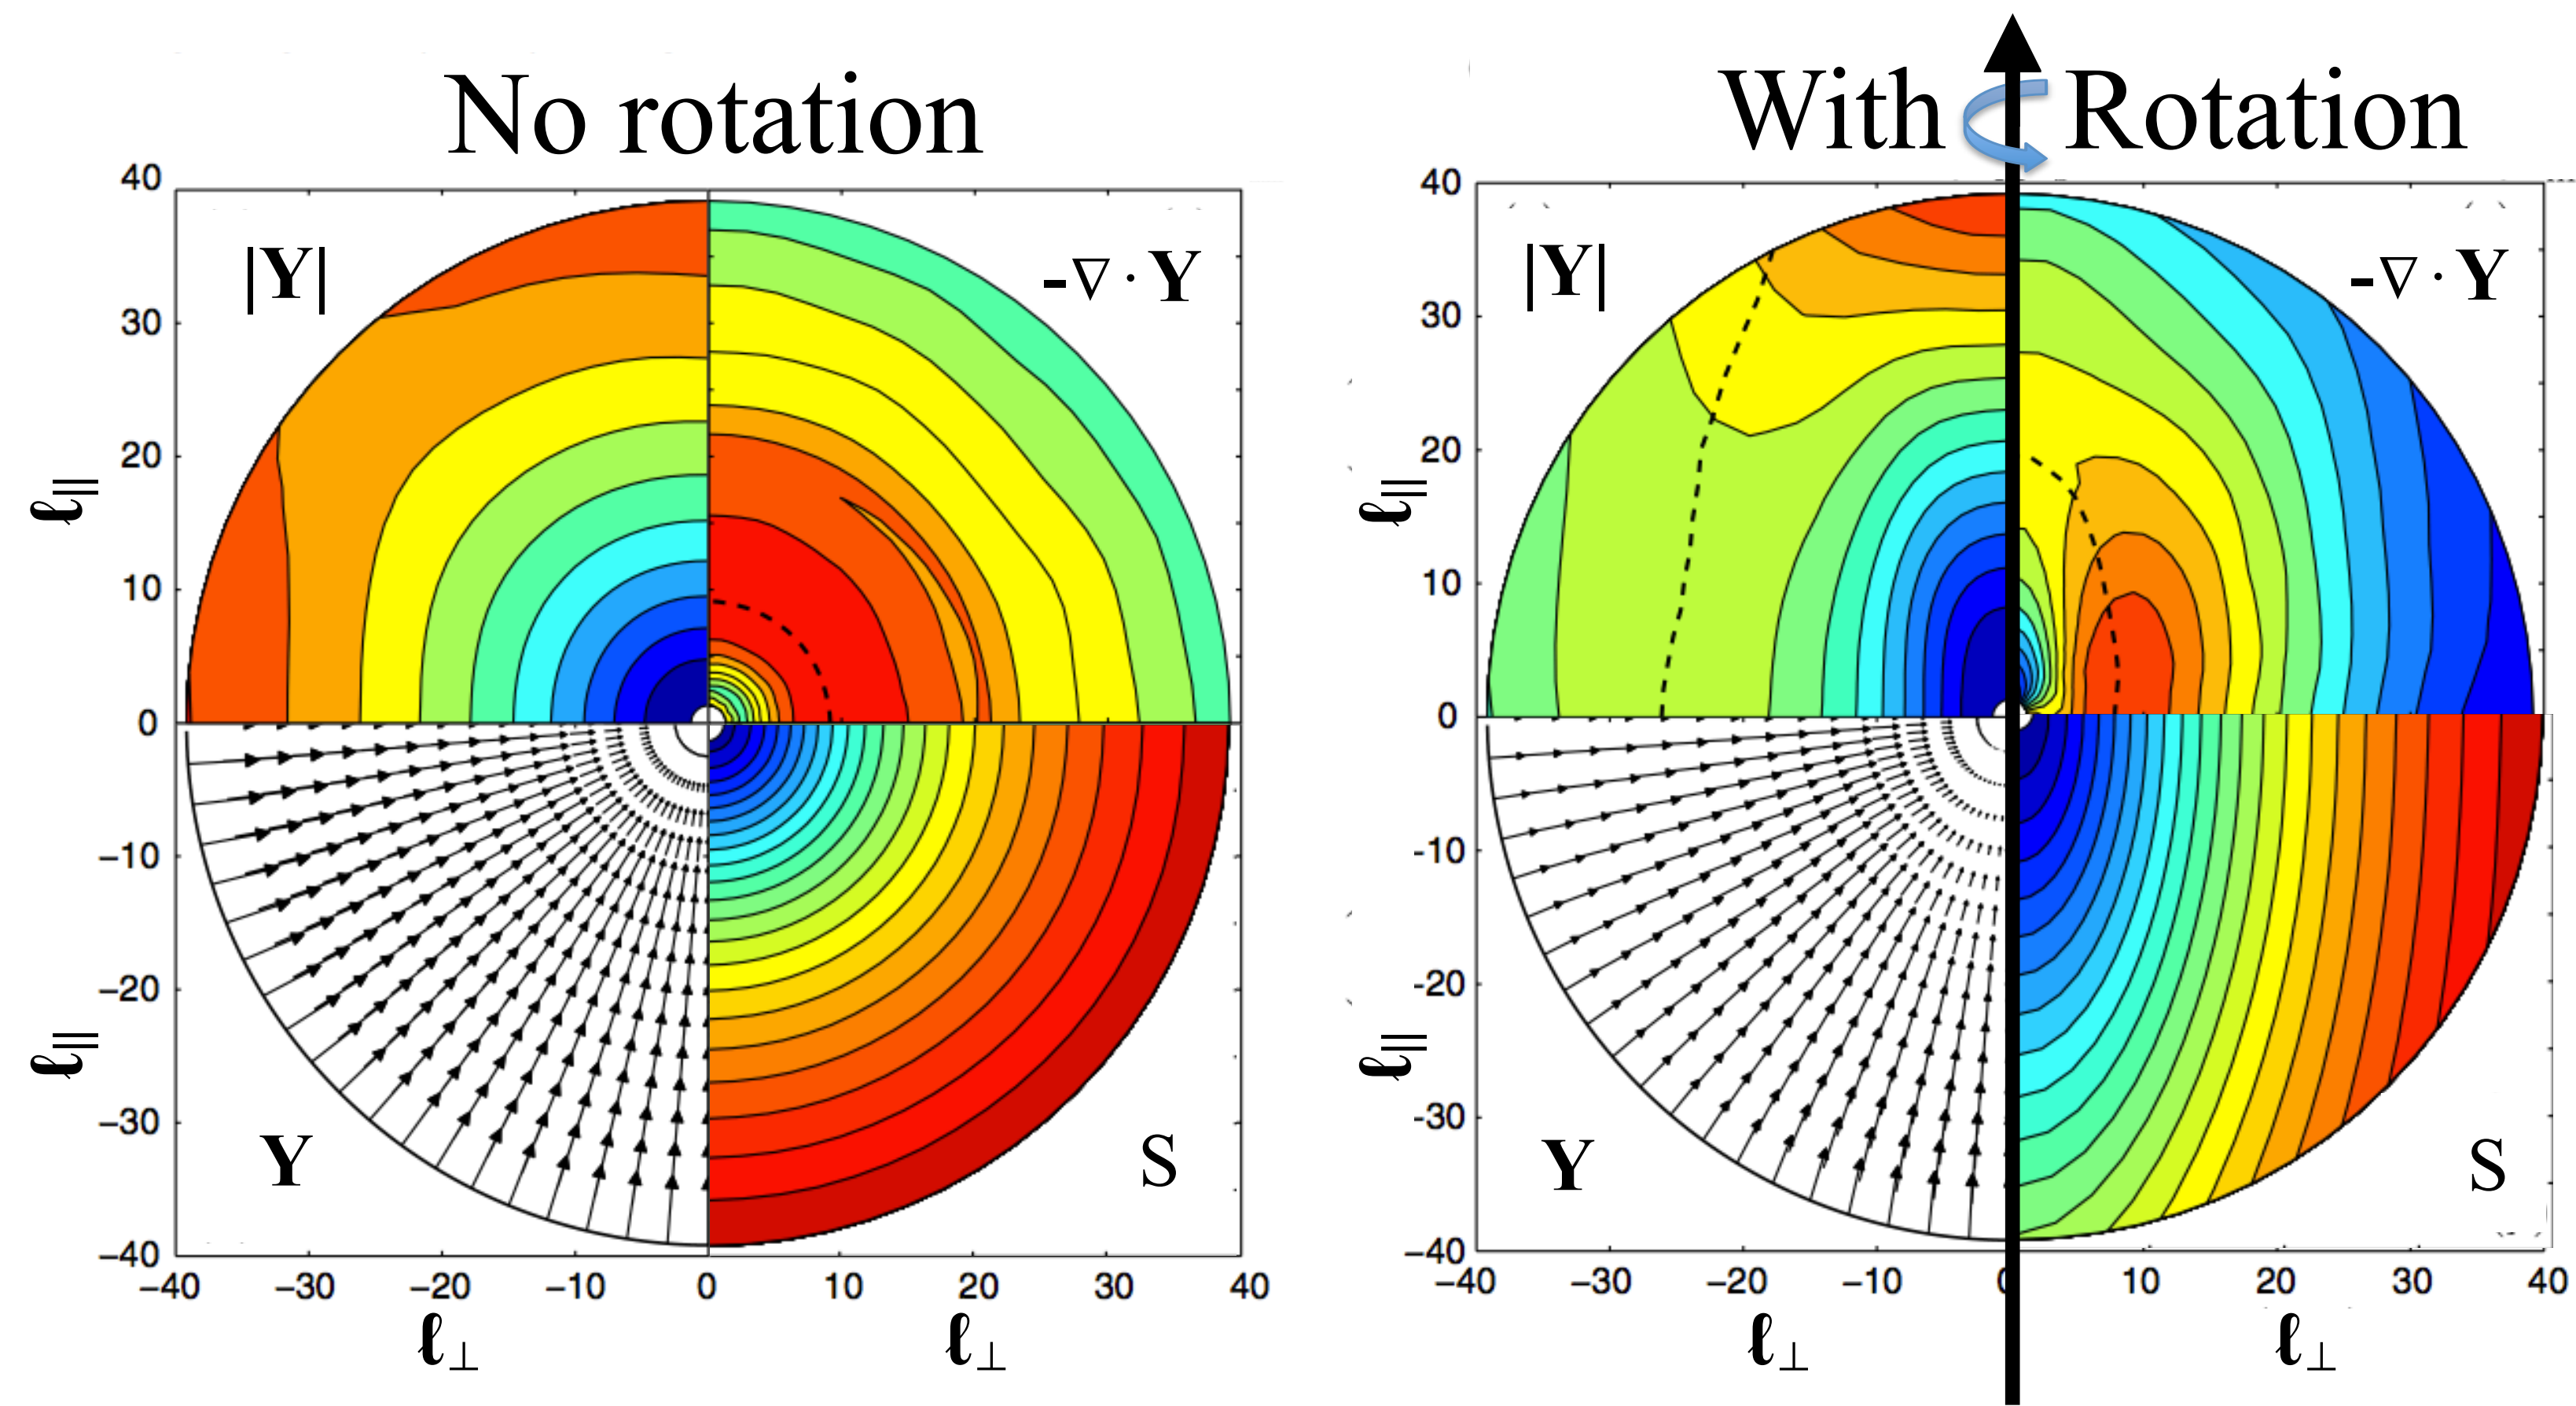 No rotation
With Rotation
40
|Y|
-∇ · Y
30
20
ℓ∥
10
0
−10
−20
ℓ∥
−30
Y
S
−40
−40 −30 −20 −10 0 10 20 30 40
ℓ⊥ ℓ⊥
40
|Y|
-∇ · Y
30
20
ℓ∥
10
0
-10
-20
ℓ∥
-30
Y
S
−40
−40 −30 −20 −10 0 10 20 30 40
ℓ⊥ ℓ⊥